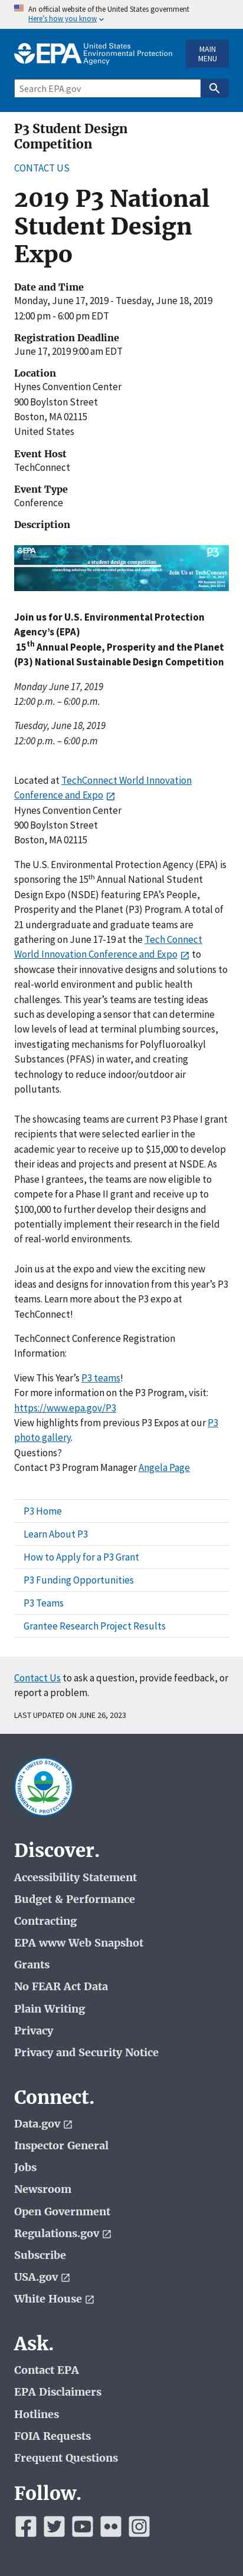 An official website of the United States government
Here's how you know
EPA United States
Environmental Protection
Agency
MAIN
MENU
Search EPA.gov
P3 Student Design
Competition
CONTACT US
2019 P3 National
Student Design
Expo
Date and Time
Monday, June 17, 2019 - Tuesday, June 18, 2019
12:00 pm - 6:00 pm EDT
Registration Deadline
June 17, 2019 9:00 am EDT
Location
Hynes Convention Center
900 Boylston Street
Boston, MA 02115
United States
Event Host
TechConnect
Event Type
Conference
Description
EPA
a student design competition
P3
Join Us at TechConnect
Join us for U.S. Environmental Protection
Agency's (EPA)
15th Annual People, Prosperity and the Planet
(P3) National Sustainable Design Competition
Monday June 17, 2019
12:00 p.m. – 6:00 p.m.
Tuesday, June 18, 2019
12:00 p.m. – 6:00 p.m
Located at TechConnect World Innovation
Conference and Expo
Hynes Convention Center
900 Boylston Street
Boston, MA 02115
The U.S. Environmental Protection Agency (EPA) is
sponsoring the 15th Annual National Student
Design Expo (NSDE) featuring EPA's People,
Prosperity and the Planet (P3) Program. A total of
21 undergraduate and graduate teams are
gathering on June 17-19 at the Tech Connect
World Innovation Conference and Expo to
showcase their innovative designs and solutions to
real-world environmental and public health
challenges. This year's teams are testing ideas and
developing a sensor that can detect and monitor
low levels of lead at terminal plumbing sources,
investigating mechanisms for Polyfluoroalkyl
Substances (PFAS) in water, and creating
technology to reduce indoor/outdoor air
pollutants.
The showcasing teams are current P3 Phase I grant
recipients that were selected earlier in the
academic year to receive up to $15,000 to develop
their ideas and projects and present at NSDE. As
Phase I grantees, the teams are now eligible to
compete for a Phase II grant and receive up to
$100,000 to further develop their designs and
potentially implement their research in the field
of real-world environments.
Join us at the expo and view the exciting new
ideas and designs for innovation from this year's P3
teams. Learn more about the P3 expo at
TechConnect!
TechConnect Conference Registration
Information:
View This Year's P3 teams!
For more information on the P3 Program, visit:
https://www.epa.gov/P3
View highlights from previous P3 Expos at our P3
photo gallery.
Questions?
Contact P3 Program Manager Angela Page
P3 Home
Learn About P3
How to Apply for a P3 Grant
P3 Funding Opportunities
P3 Teams
Grantee Research Project Results
Contact Us to ask a question, provide feedback, or
report a problem.
LAST UPDATED ON JUNE 26, 2023
UNITED STATES
ENVIRONMENTAL PROTECTION AGENCY
Discover.
Accessibility Statement
Budget & Performance
Contracting
EPA www Web Snapshot
Grants
No FEAR Act Data
Plain Writing
Privacy
Privacy and Security Notice
Connect.
Data.gov
Inspector General
Jobs
Newsroom
Open Government
Regulations.gov
Subscribe
USA.gov
White House
Ask.
Contact EPA
EPA Disclaimers
Hotlines
FOIA Requests
Frequent Questions
Follow.